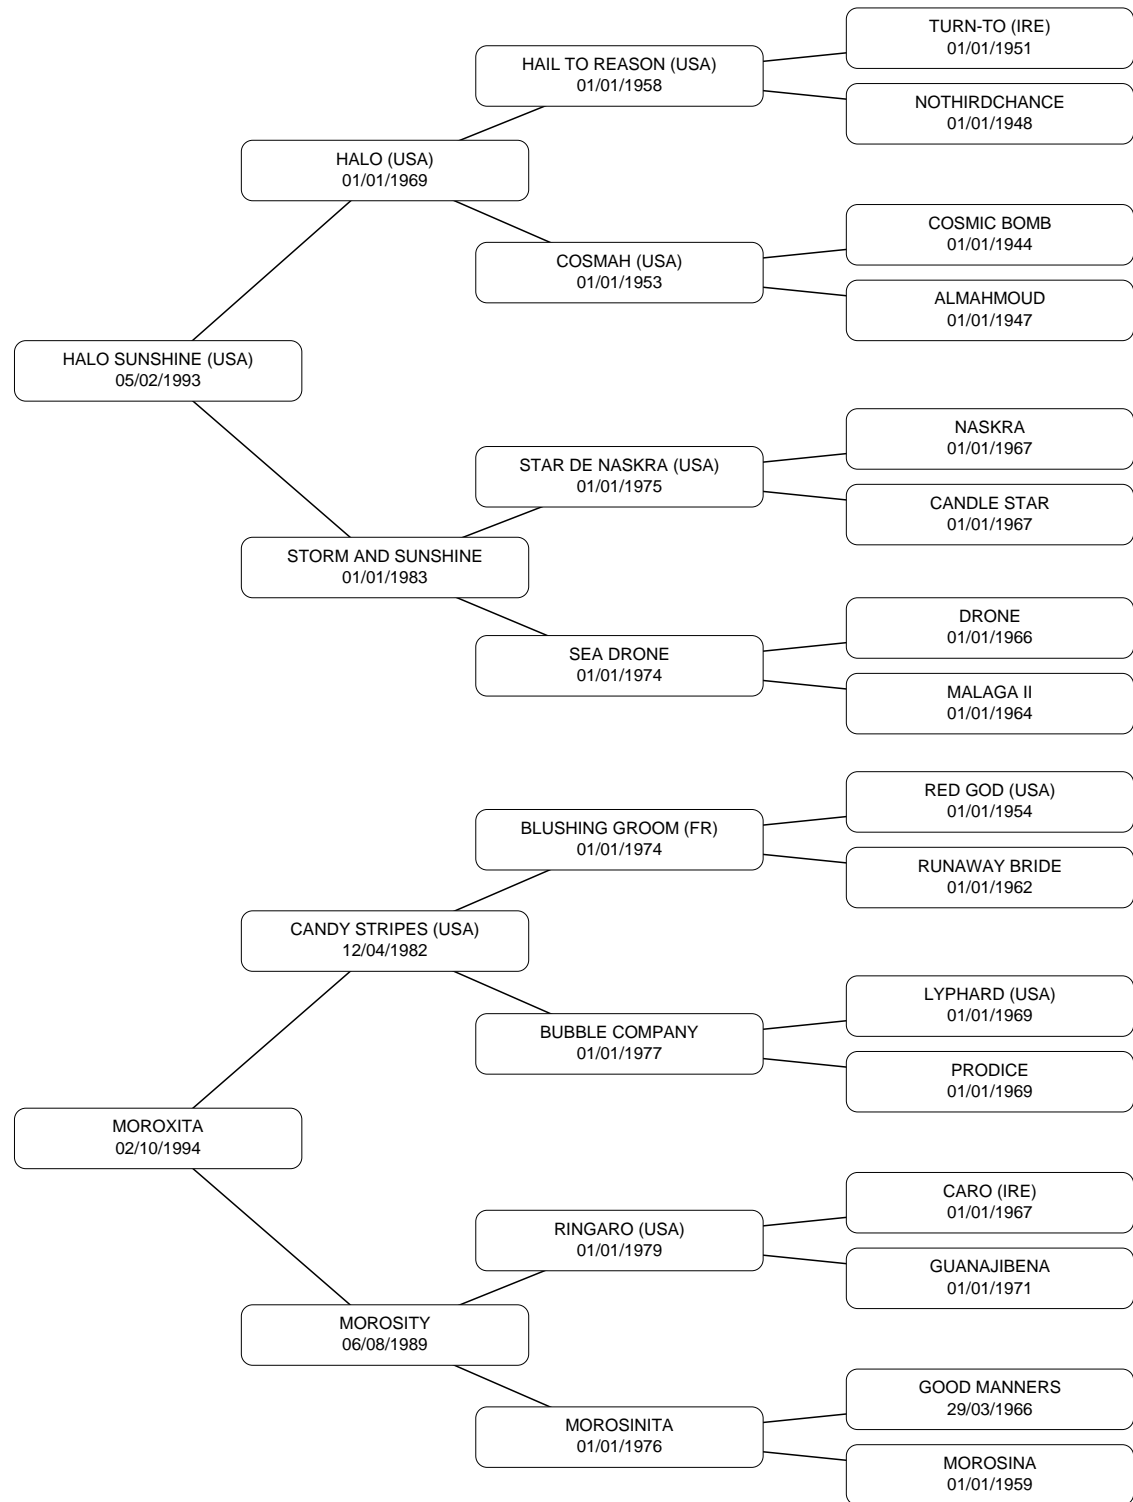 TURN-TO (IRE)
01/01/1951
HAIL TO REASON (USA)
01/01/1958
NOTHIRDCHANCE
01/01/1948
HALO (USA)
01/01/1969
COSMIC BOMB
01/01/1944
COSMAH (USA)
01/01/1953
ALMAHMOUD
01/01/1947
HALO SUNSHINE (USA)
05/02/1993
NASKRA
01/01/1967
STAR DE NASKRA (USA)
01/01/1975
CANDLE STAR
01/01/1967
STORM AND SUNSHINE
01/01/1983
DRONE
01/01/1966
SEA DRONE
01/01/1974
MALAGA II
01/01/1964
RED GOD (USA)
01/01/1954
BLUSHING GROOM (FR)
01/01/1974
RUNAWAY BRIDE
01/01/1962
CANDY STRIPES (USA)
12/04/1982
LYPHARD (USA)
01/01/1969
BUBBLE COMPANY
01/01/1977
PRODICE
01/01/1969
MOROXITA
02/10/1994
CARO (IRE)
01/01/1967
RINGARO (USA)
01/01/1979
GUANAJIBENA
01/01/1971
MOROSITY
06/08/1989
GOOD MANNERS
29/03/1966
MOROSINITA
01/01/1976
MOROSINA
01/01/1959